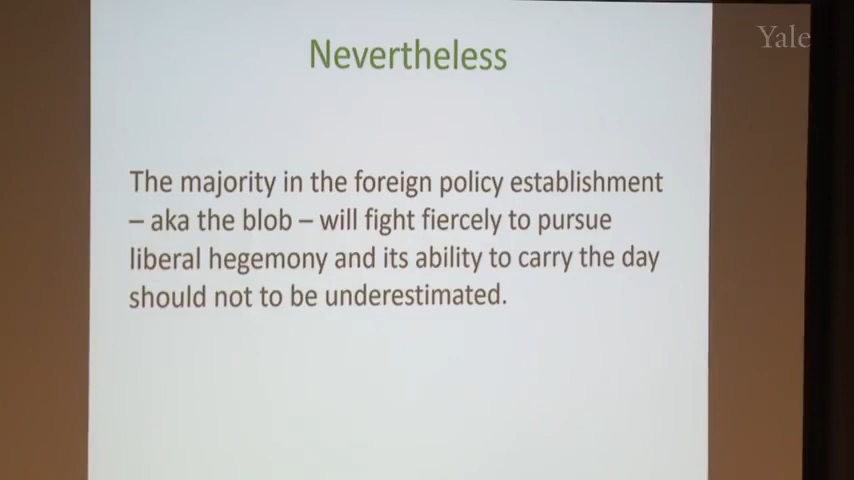 Yale
Nevertheless
The majority in the foreign policy establishment
– aka the blob – will fight fiercely to pursue
liberal hegemony and its ability to carry the day
should not to be underestimated.